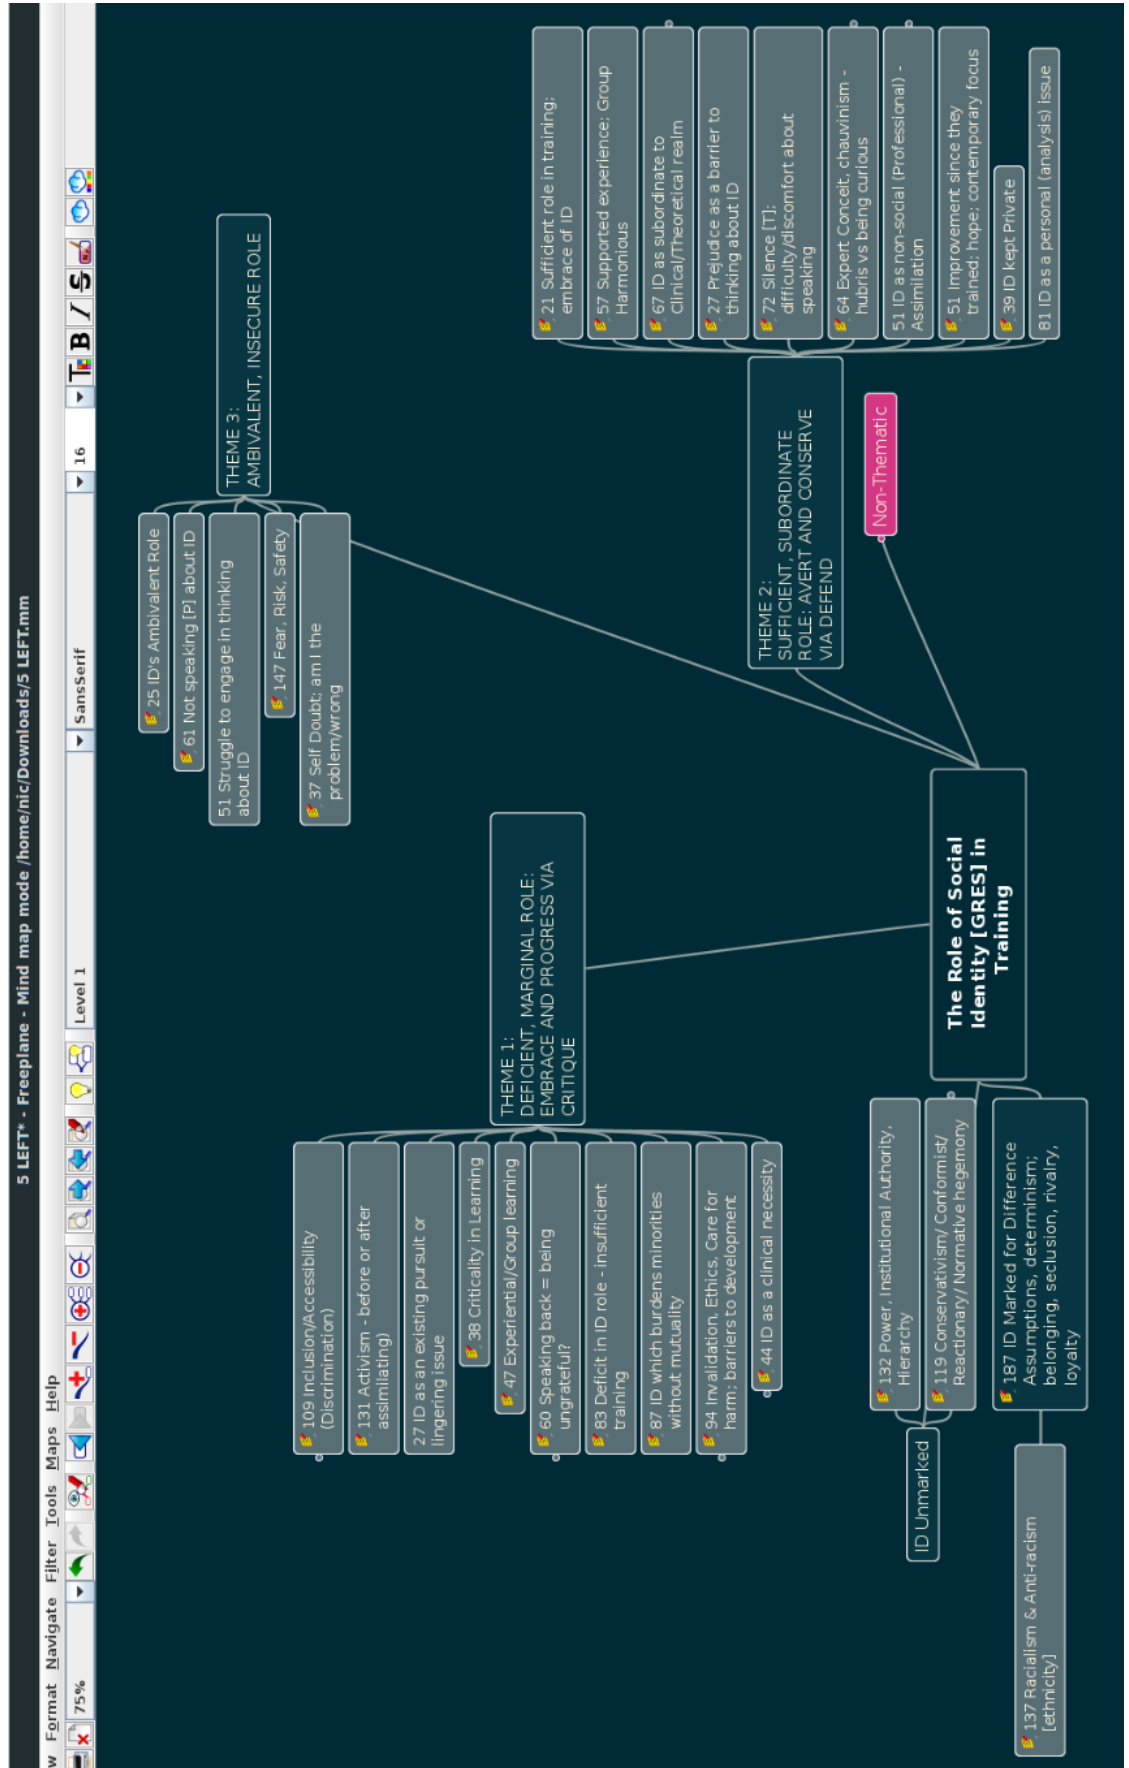 5 LEFT* - Freeplane - Mind map mode /home/nic/Downloads/5 LEFT.mm
w Format Navigate Filter Tools Maps Help
75%
Level 1
SansSerif
16
T B I S
25 ID's Ambivalent Role
61 Not speaking [P] about ID
51 Struggle to engage in thinking
about ID
147 Fear, Risk, Safety
37 Self Doubt; am I the
problem/wrong
THEME 3:
AMBIVALENT, INSECURE ROLE
109 Inclusion/Accessibility
(Discrimination)
131 Activism - before or after
assimilating)
27 ID as an existing pursuit or
lingering issue
38 Criticality in Learning
47 Experiential/Group learning
60 Speaking back = being
ungrateful?
83 Deficit in ID role - insufficient
training
87 ID which burdens minorities
without mutuality
94 Invalidation, Ethics, Care for
harm; barriers to development
44 ID as a clinical necessity
THEME 1:
DEFICIENT, MARGINAL ROLE:
EMBRACE AND PROGRESS VIA
CRITIQUE
21 Sufficient role in training;
embrace of ID
57 Supported experience; Group
Harmonious
67 ID as subordinate to
Clinical/Theoretical realm
27 Prejudice as a barrier to
thinking about ID
72 Silence [T];
difficulty/discomfort about
speaking
64 Expert Conceit, chauvinism -
hubris vs being curious
51 ID as non-social (Professional) -
Assimilation
51 Improvement since they
trained; hope; contemporary focus
39 ID kept Private
81 ID as a personal (analysis) issue
THEME 2:
SUFFICIENT, SUBORDINATE
ROLE: AVERT AND CONSERVE
VIA DEFEND
Non-Thematic
132 Power, Institutional Authority,
Hierarchy
119 Conservativism/ Conformist/
Reactionary/ Normative hegemony
ID Unmarked
187 ID Marked for Difference
Assumptions, determinism;
belonging, seclusion, rivalry,
loyalty
137 Racialism & Anti-racism
[ethnicity]
The Role of Social
Identity [GRES] in
Training